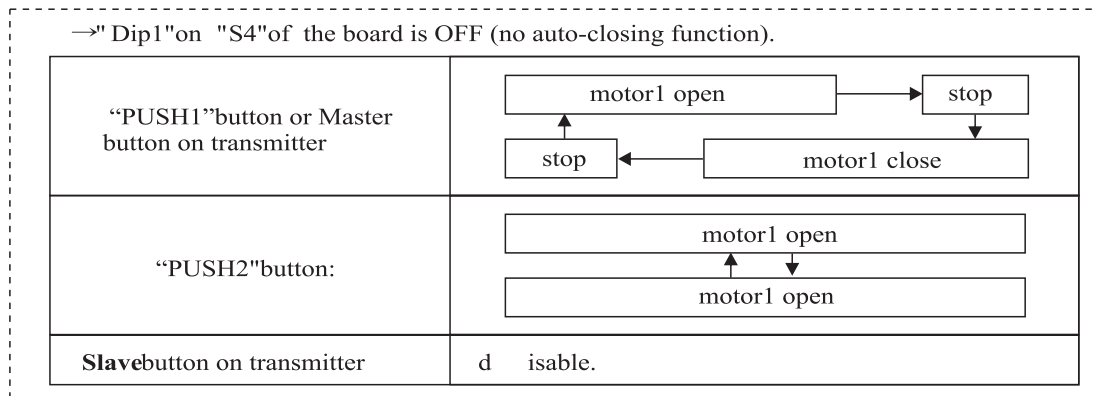 →" Dip1"on "S4"of the board is OFF (no auto-closing function).
“PUSH1”button or Master
button on transmitter
motor1 open
stop
stop
motor1 close
“PUSH2"button:
motor1 open
motor1 open
Slavebutton on transmitter
d isable.